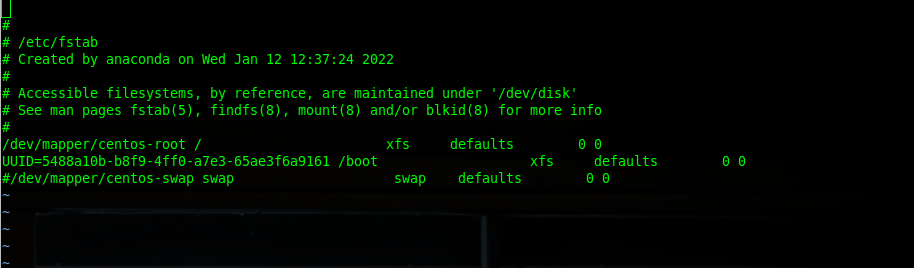 #
# /etc/fstab
# Created by anaconda on Wed Jan 12 12:37:24 2022
#
# Accessible filesystems, by reference, are maintained under '/dev/disk'
# See man pages fstab(5), findfs(8), mount(8) and/or blkid(8) for more info
#
/dev/mapper/centos-root /                       xfs     defaults        0 0
UUID=5488a10b-b8f9-4ff0-a7e3-65ae3f6a9161 /boot                   xfs     defaults        0 0
#/dev/mapper/centos-swap swap                    swap    defaults        0 0
~
~
~
~
~